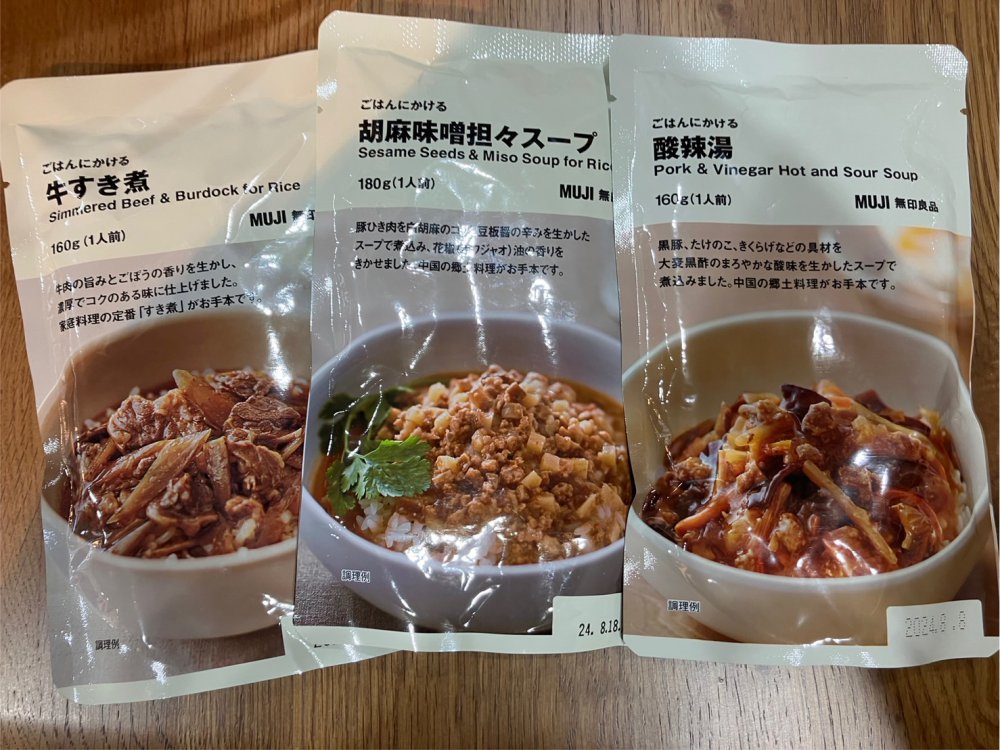 ごはんにかける
牛すき煮
Simmered Beef & Burdock for Rice
160g(1人前)
MUJI 無印
牛肉の旨みとごぼうの香りを生かし、
濃厚でコクのある味に仕上げました。
家庭料理の定番「すき煮」がお手本です。
調理例
ごはんにかける
胡麻味噌担々スープ
Sesame Seeds & Miso Soup for Rice
180g(1人前)
MUJI 無印
豚ひき肉を白胡麻のコク、豆板醤の辛みを生かした
スープで煮込み、花椒(ホアジャオ)油の香りを
きかせました。中国の郷土料理がお手本です。
調理例
24. 8.18
ごはんにかける
酸辣湯
Pork & Vinegar Hot and Sour Soup
160g(1人前)
MUJI 無印良品
黒豚、たけのこ、きくらげなどの具材を
大麦黒酢のまろやかな酸味を生かしたスープで
煮込みました。中国の郷土料理がお手本です。
調理例
2024.8.8